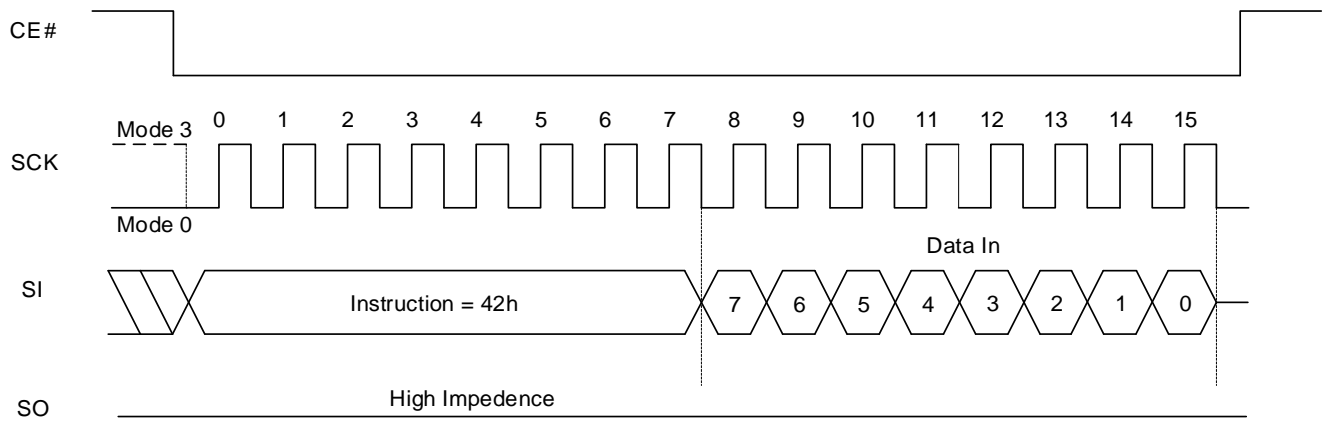 CE#
0 1 2 3 4 5 6 7 8 9 10 11 12 13 14 15
Mode 3
SCK
Mode 0
Data In
SI
Instruction = 42h 7 6 5 4 3 2 1 0
High Impedence
SO